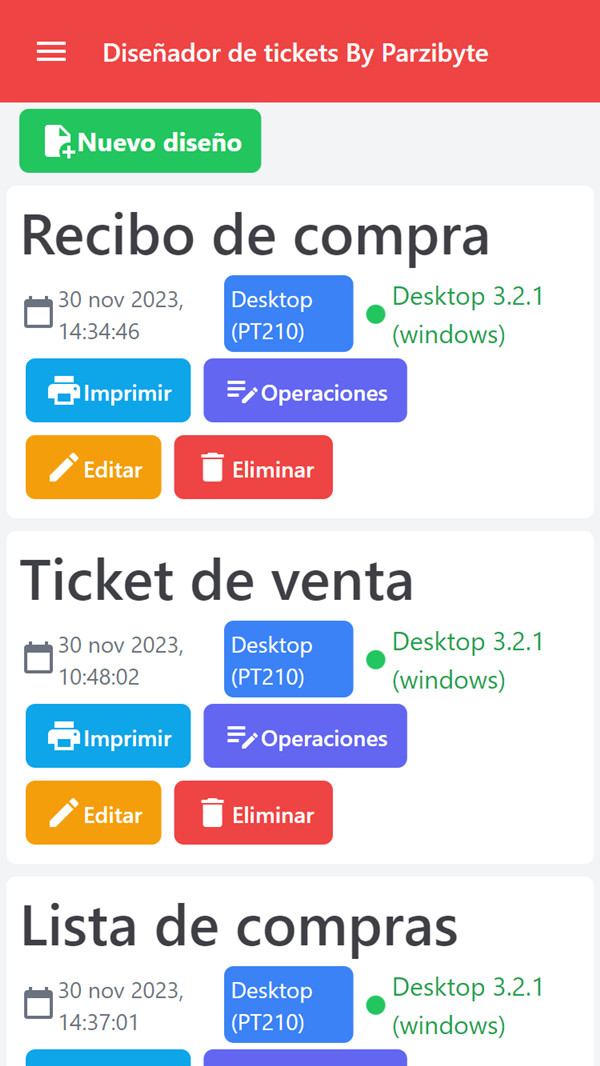 Diseñador de tickets By Parzibyte
Nuevo diseño
Recibo de compra
30 nov 2023,
14:34:46
Desktop
(PT210)
Desktop 3.2.1
(windows)
Imprimir
Operaciones
Editar
Eliminar
Ticket de venta
30 nov 2023,
10:48:02
Desktop
(PT210)
Desktop 3.2.1
(windows)
Imprimir
Operaciones
Editar
Eliminar
Lista de compras
30 nov 2023,
14:37:01
Desktop
(PT210)
Desktop 3.2.1
(windows)